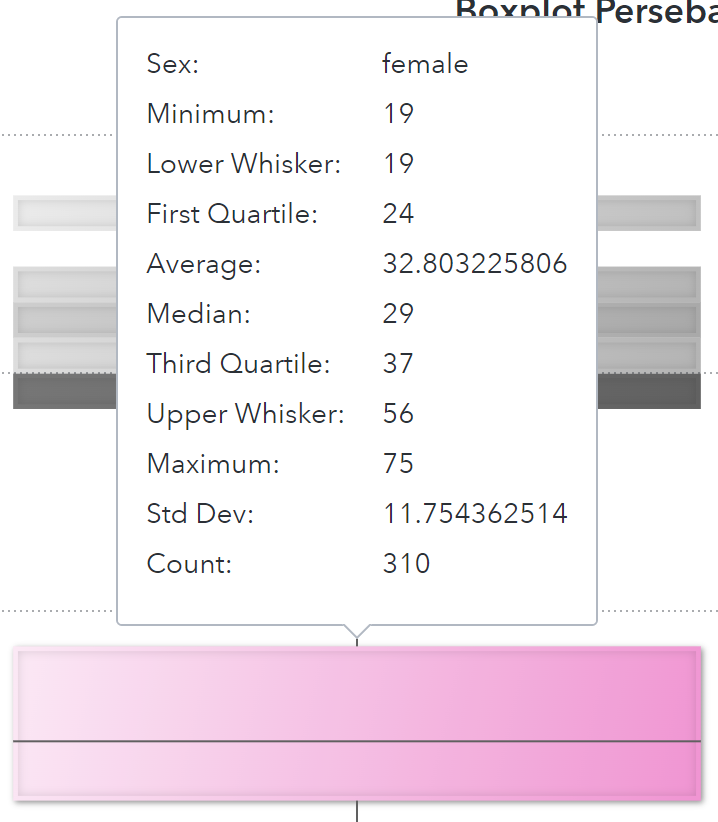 Boxplot Perseba
Sex: female
Minimum: 19
Lower Whisker: 19
First Quartile: 24
Average: 32.803225806
Median: 29
Third Quartile: 37
Upper Whisker: 56
Maximum: 75
Std Dev: 11.754362514
Count: 310